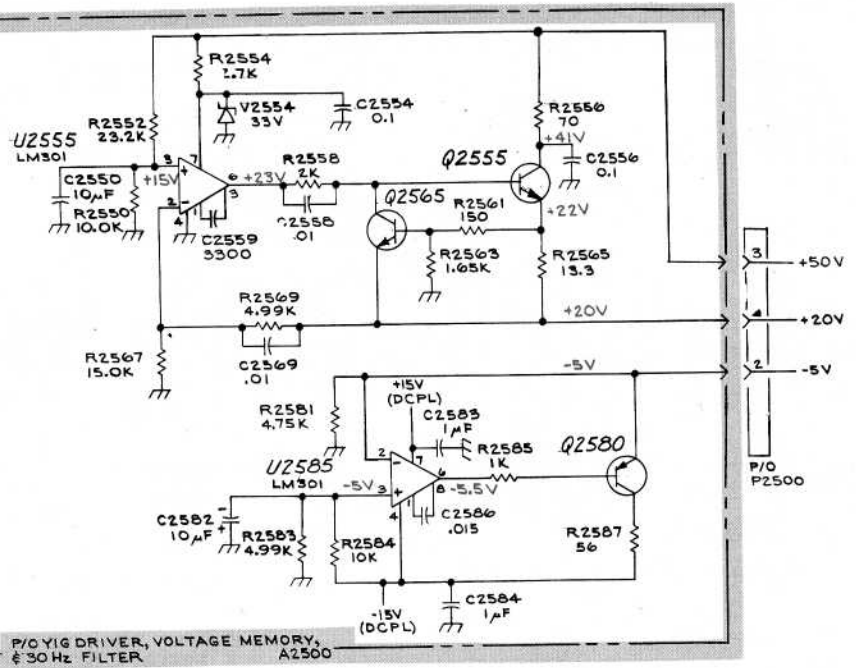 R2554
2.7K
V2554
33V
C2554
0.1
R2552
23.2K
U2555
LM301
R2556
70
+41V
C2556
0.1
Q2555
R2558
2K
C2550
10µF
+15V
3
7
+
-
2
4
1
6
3
+23V
Q2565
R2561
150
+22V
R2550
10.0K
C2559
3300
C2558
.01
R2563
1.65K
R2565
13.3
3
+50V
R2569
4.99K
+20V
4
+20V
R2567
15.0K
C2569
.01
-5V
2
-5V
+15V
(DCPL)
R2581
4.75K
C2583
1µF
R2585
1K
Q2580
U2585
LM301
2
-
7
6
8
-5V
3
+
-5.5V
4
1
P/O
P2500
C2582
10µF
-
+
R2583
4.99K
R2584
10K
C2586
.015
R2587
56
-15V
(DCPL)
C2584
1µF
P/O YIG DRIVER, VOLTAGE MEMORY,
& 30 Hz FILTER A2500